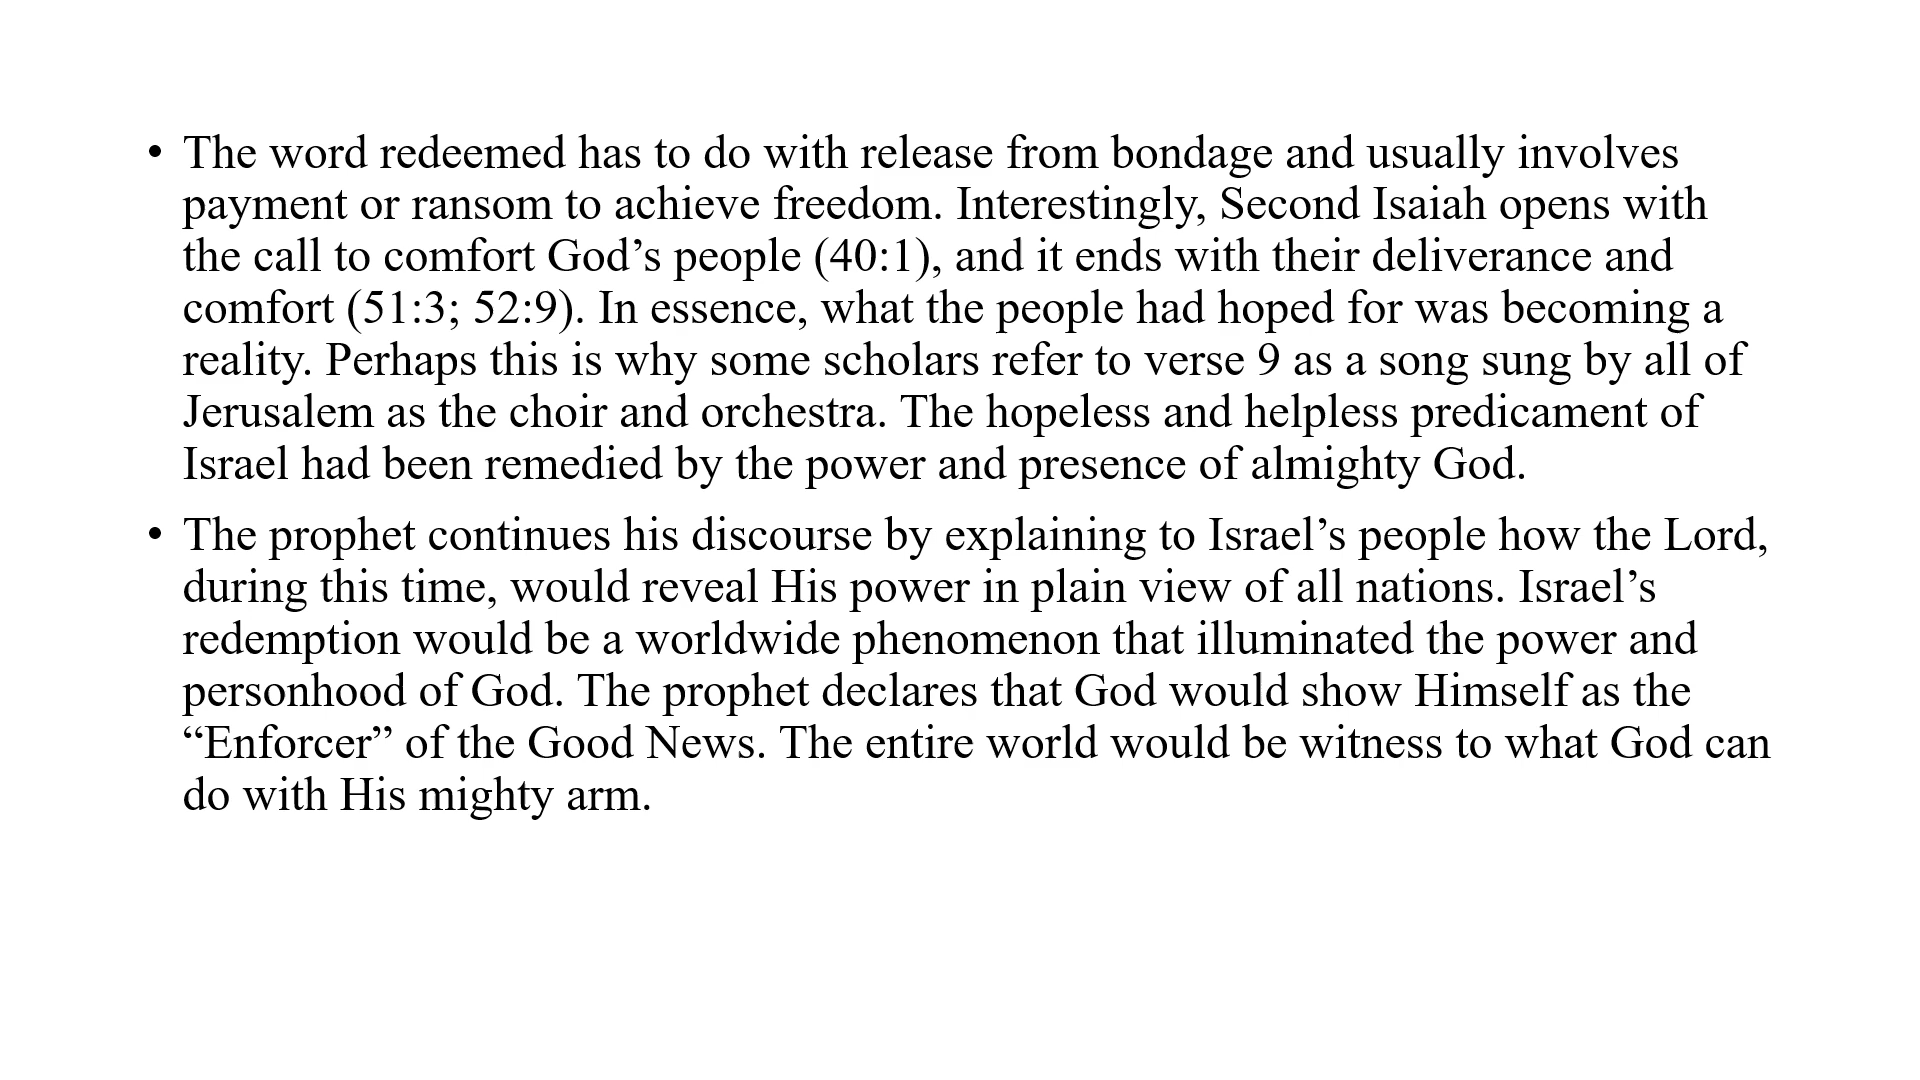 • The word redeemed has to do with release from bondage and usually involves
payment or ransom to achieve freedom. Interestingly, Second Isaiah opens with
the call to comfort God’s people (40:1), and it ends with their deliverance and
comfort (51:3; 52:9). In essence, what the people had hoped for was becoming a
reality. Perhaps this is why some scholars refer to verse 9 as a song sung by all of
Jerusalem as the choir and orchestra. The hopeless and helpless predicament of
Israel had been remedied by the power and presence of almighty God.
• The prophet continues his discourse by explaining to Israel’s people how the Lord,
during this time, would reveal His power in plain view of all nations. Israel’s
redemption would be a worldwide phenomenon that illuminated the power and
personhood of God. The prophet declares that God would show Himself as the
“Enforcer” of the Good News. The entire world would be witness to what God can
do with His mighty arm.